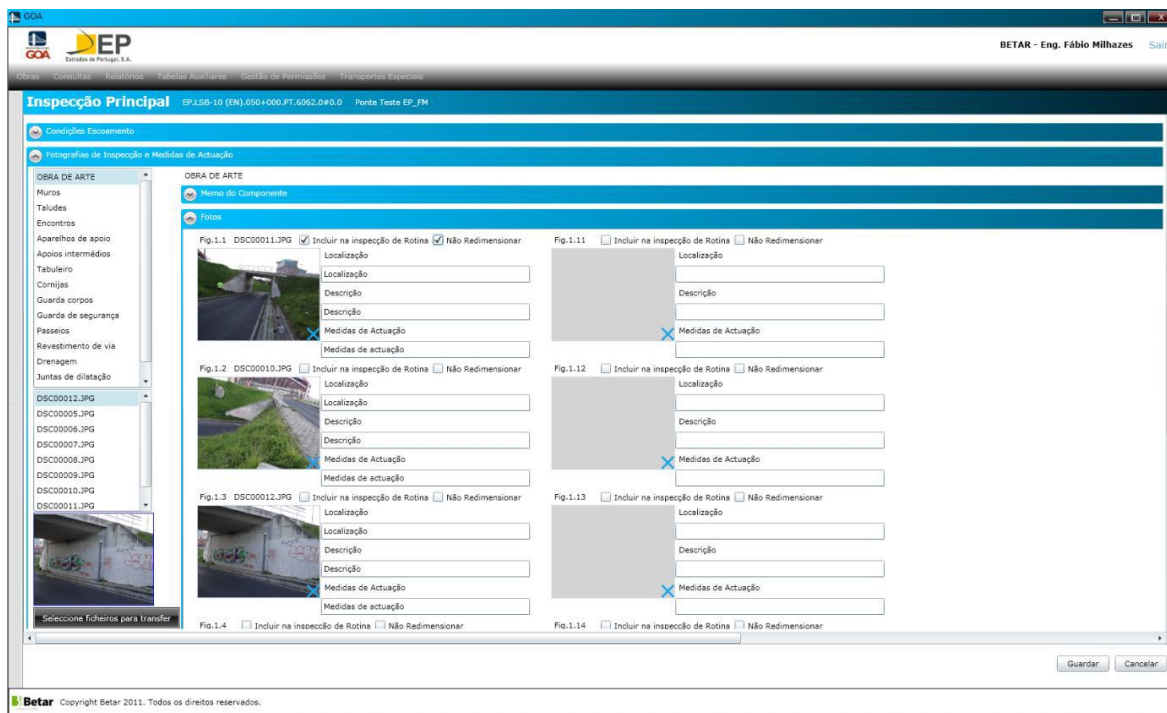 GOA
GOA
EP
Estradas de Portugal, S.A.
BETAR - Eng. Fábio Milhazes Sair
Obras Consultas Relatórios Tabelas Auxiliares Gestão de Permissões Transportes Especiais
Inspecção Principal EP.LSB-10 (EN).050+000.PT.6062.0#0.0 Ponte Teste EP_FM
Condições Escoamento
Fotografias de Inspecção e Medidas de Actuação
OBRA DE ARTE
Muros
Taludes
Encontros
Aparelhos de apoio
Apoios intermédios
Tabuleiro
Cornijas
Guarda corpos
Guarda de segurança
Passeios
Revestimento de via
Drenagem
Juntas de dilatação
DSC00012.JPG
DSC00005.JPG
DSC00006.JPG
DSC00007.JPG
DSC00008.JPG
DSC00009.JPG
DSC00010.JPG
DSC00011.JPG
Seleccione ficheiros para transfer
OBRA DE ARTE
Memo do Componente
Fotos
Fig.1.1 DSC00011.JPG Incluir na inspecção de Rotina Não Redimensionar
Localização
Localização
Descrição
Descrição
Medidas de Actuação
Medidas de actuação
Fig.1.2 DSC00010.JPG Incluir na inspecção de Rotina Não Redimensionar
Localização
Localização
Descrição
Descrição
Medidas de Actuação
Medidas de actuação
Fig.1.3 DSC00012.JPG Incluir na inspecção de Rotina Não Redimensionar
Localização
Localização
Descrição
Descrição
Medidas de Actuação
Medidas de actuação
Fig.1.4 Incluir na inspecção de Rotina Não Redimensionar
Fig.1.11 Incluir na inspecção de Rotina Não Redimensionar
Localização
Descrição
Medidas de Actuação
Fig.1.12 Incluir na inspecção de Rotina Não Redimensionar
Localização
Descrição
Medidas de Actuação
Fig.1.13 Incluir na inspecção de Rotina Não Redimensionar
Localização
Descrição
Medidas de Actuação
Fig.1.14 Incluir na inspecção de Rotina Não Redimensionar
Guardar Cancelar
Betar Copyright Betar 2011. Todos os direitos reservados.